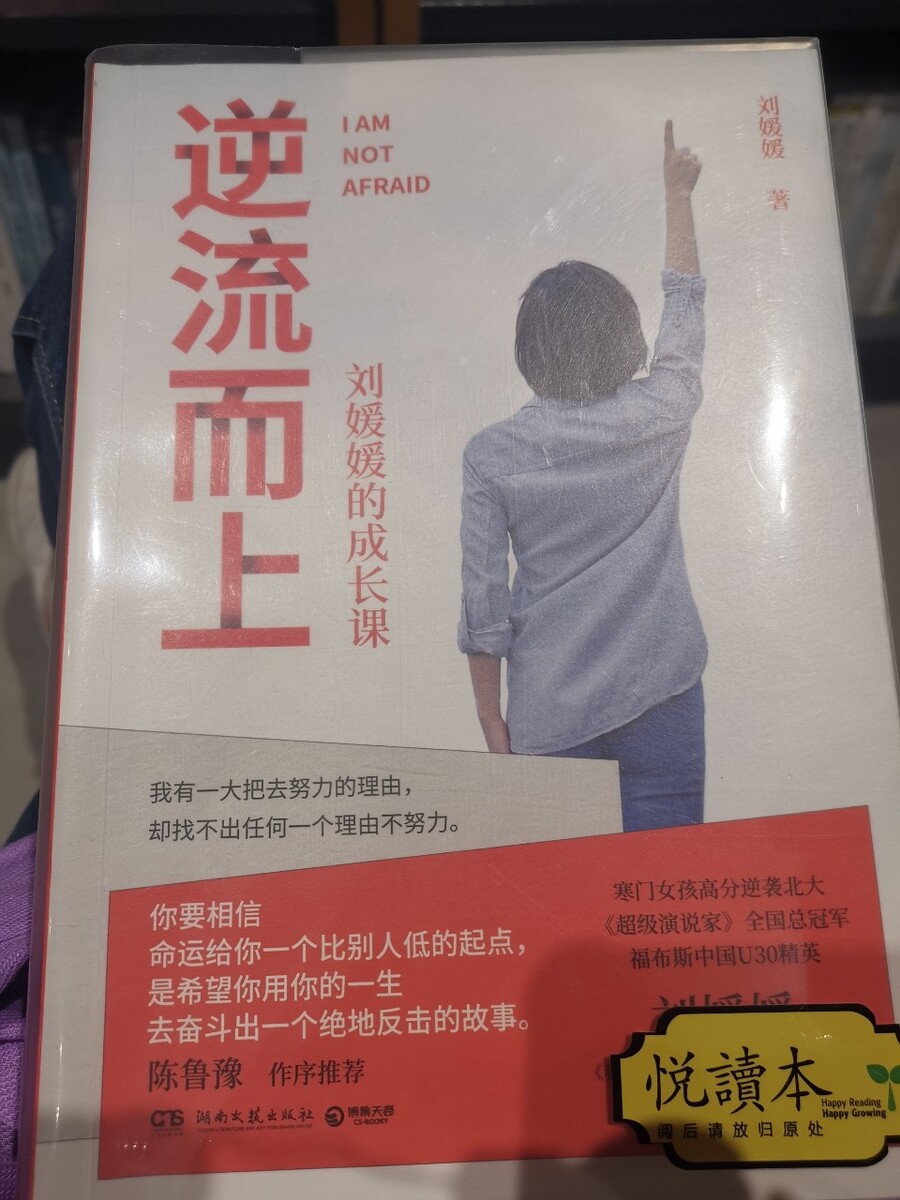 逆流而上
I AM
NOT
AFRAID
刘媛媛 著
刘媛媛的成长课
我有一大把去努力的理由，
却找不出任何一个理由不努力。
你要相信
命运给你一个比别人低的起点，
是希望你用你的一生
去奋斗出一个绝地反击的故事。
陈鲁豫 作序推荐
寒门女孩高分逆袭北大
《超级演说家》全国总冠军
福布斯中国U30精英
刘媛媛
湖南文艺出版社
博集天卷
CS-BOOKY
悦讀本
Happy Reading
Happy Growing
阅后请放归原处